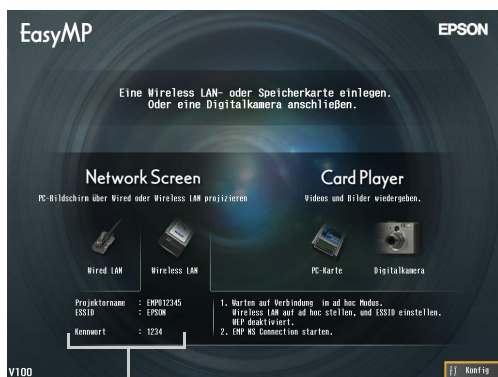 EasyMP
EPSON
Eine Wireless LAN- oder Speicherkarte einlegen.
Oder eine Digitalkamera anschließen.
Network Screen
PC-Bildschirm über Wired oder Wireless LAN projizieren
Wired LAN
Wireless LAN
Projektorname : EMP012345
ESSID : EPSON
Kennwort : 1234
Card Player
Videos und Bilder wiedergeben.
PC-Karte
Digitalkamera
1. Warten auf Verbindung in ad hoc Modus.
Wireless LAN auf ad hoc stellen, und ESSID einstellen.
WEP deaktiviert.
2. EMP NS Connection starten.
V100
Konfig